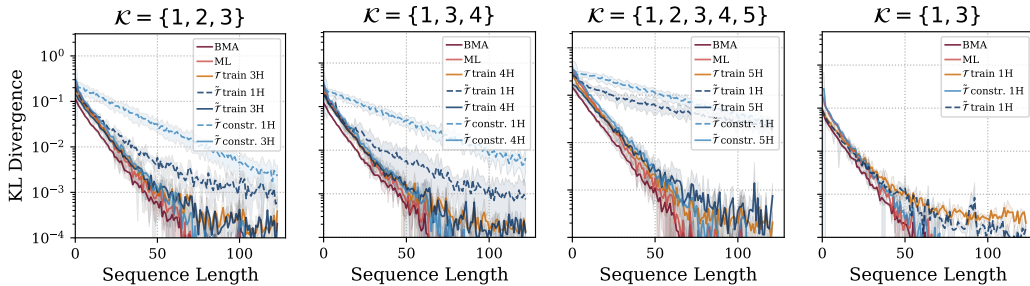 𝒦 = {1, 2, 3}
KL Divergence
10⁰
10⁻¹
10⁻²
10⁻³
10⁻⁴
BMA
ML
𝒯 train 3H
𝒯̃ train 1H
𝒯̃ train 3H
𝒯̃ constr. 1H
𝒯̃ constr. 3H
0 50 100
Sequence Length
𝒦 = {1, 3, 4}
BMA
ML
𝒯 train 4H
𝒯̃ train 1H
𝒯̃ train 4H
𝒯̃ constr. 1H
𝒯̃ constr. 4H
0 50 100
Sequence Length
𝒦 = {1, 2, 3, 4, 5}
BMA
ML
𝒯 train 5H
𝒯̃ train 1H
𝒯̃ train 5H
𝒯̃ constr. 1H
𝒯̃ constr. 5H
0 50 100
Sequence Length
𝒦 = {1, 3}
BMA
ML
𝒯 train 1H
𝒯̃ constr. 1H
𝒯̃ train 1H
0 50 100
Sequence Length